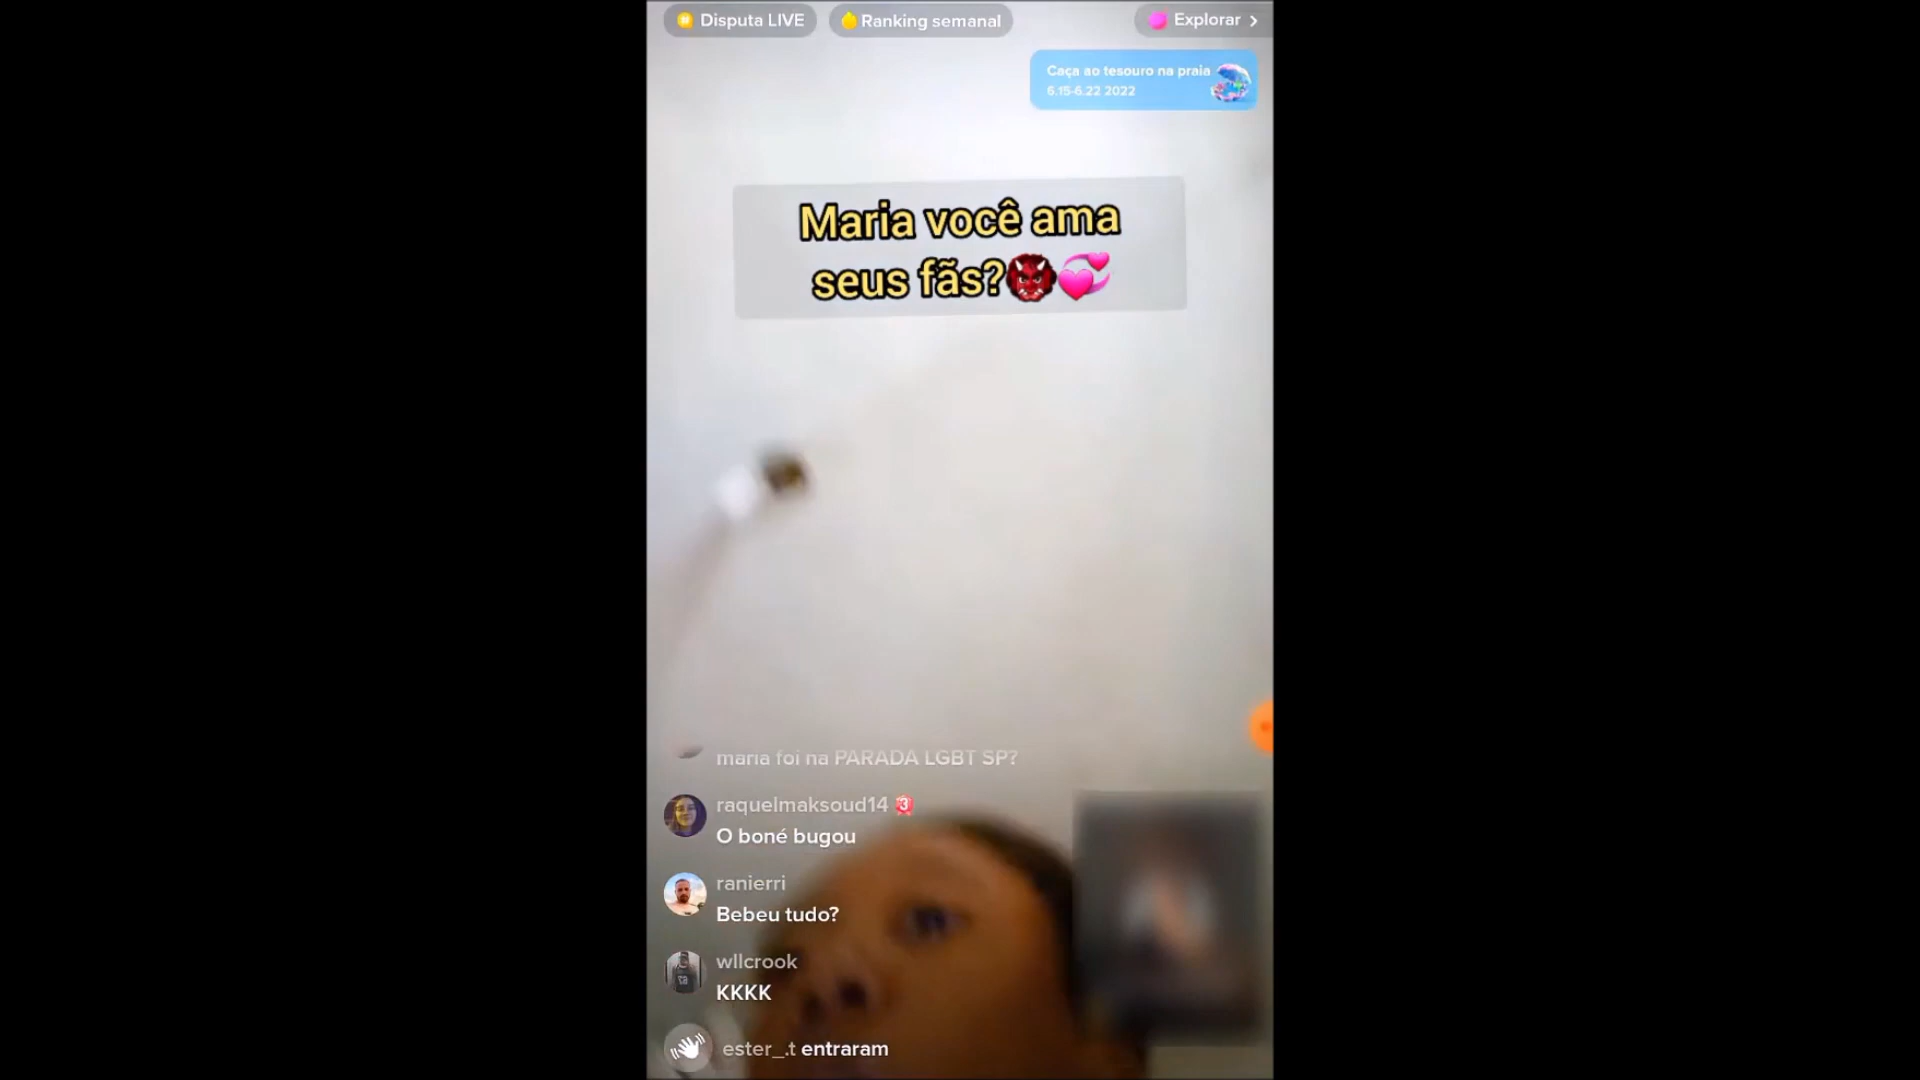 Disputa LIVE
Ranking semanal
Explorar
Caça ao tesouro na praia
6.15-6.22 2022
Maria você ama
seus fãs?
maria foi na PARADA LGBT SP?
raquelmaksoud14 3
O boné bugou
ranierri
Bebeu tudo?
wllcrook
KKKK
ester_.t entraram